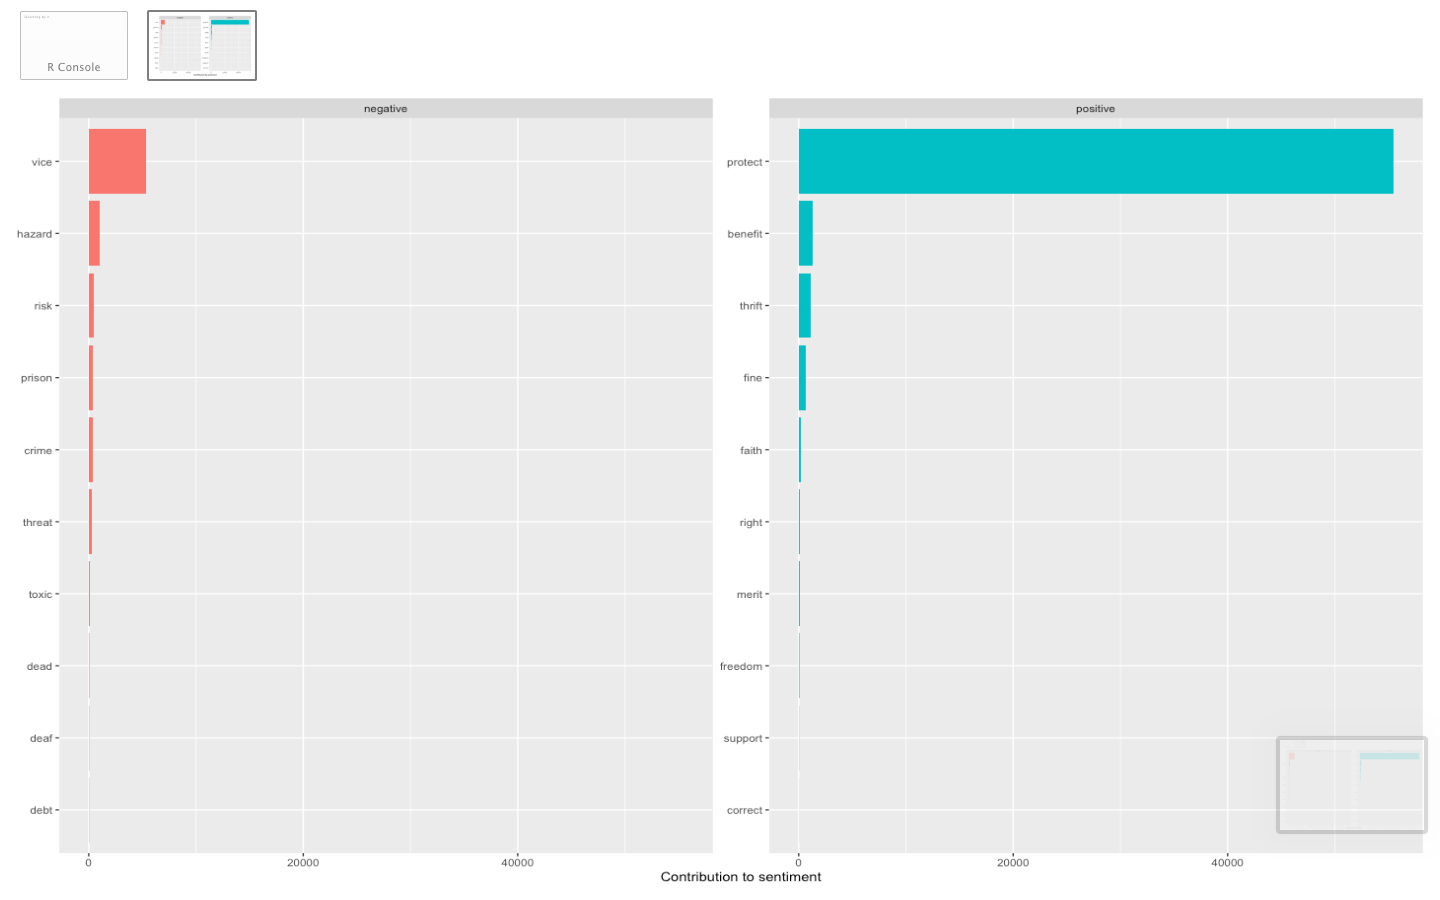 R Console
negative
vice
hazard
risk
prison
crime
threat
toxic
dead
deaf
debt
0 20000 40000
positive
protect
benefit
thrift
fine
faith
right
merit
freedom
support
correct
0 20000 40000
Contribution to sentiment